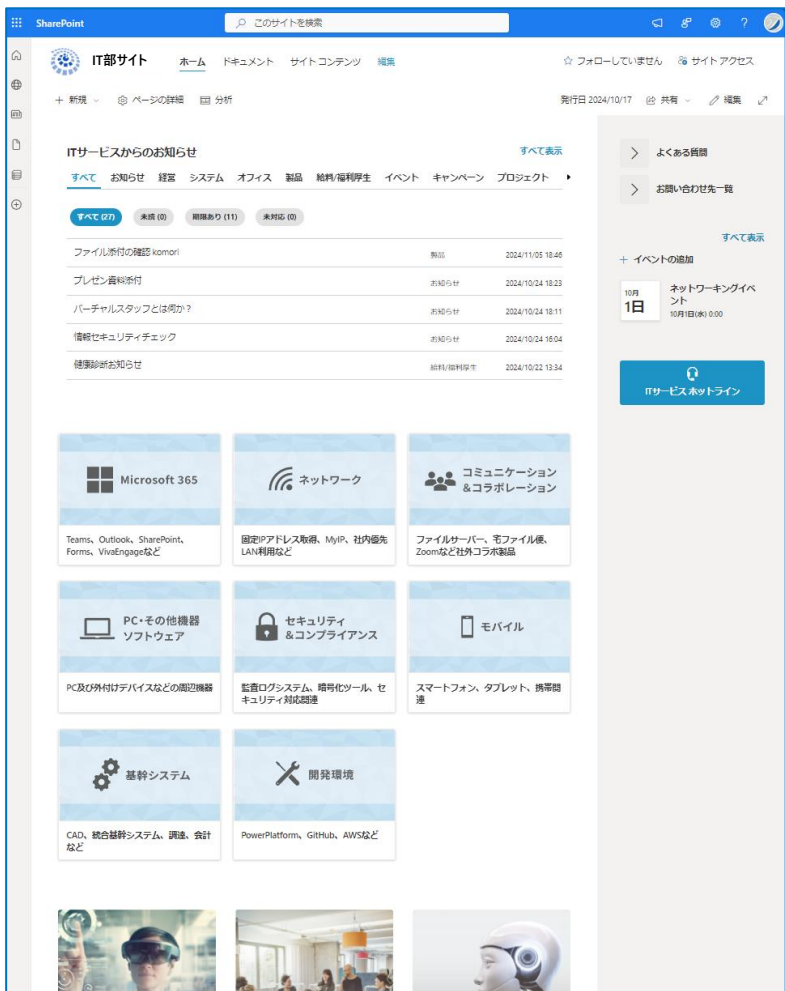 SharePoint
このサイトを検索
?
IT部サイト
ホーム ドキュメント サイト コンテンツ 編集
☆ フォローしていません サイト アクセス
+ 新規 ページの詳細 分析
発行日 2024/10/17 共有 編集
ITサービスからのお知らせ
すべて表示
すべて お知らせ 経営 システム オフィス 製品 給料/福利厚生 イベント キャンペーン プロジェクト
すべて (27) 未読 (0) 期限あり (11) 未対応 (0)
ファイル添付の確認 komori 製品 2024/11/05 18:46
プレゼン資料添付 お知らせ 2024/10/24 18:23
バーチャルスタッフとは何か? お知らせ 2024/10/24 18:11
情報セキュリティチェック お知らせ 2024/10/24 16:04
健康診断お知らせ 給料/福利厚生 2024/10/22 13:34
よくある質問
お問い合わせ先一覧
すべて表示
+ イベントの追加
10月
1日
ネットワーキングイベ
ント
10月1日(水) 0:00
ITサービス ホットライン
Microsoft 365
Teams、Outlook、SharePoint、
Forms、VivaEngageなど
ネットワーク
固定IPアドレス取得、MyIP、社内優先
LAN利用など
コミュニケーション
&コラボレーション
ファイルサーバー、宅ファイル便、
Zoomなど社外コラボ製品
PC・その他機器
ソフトウェア
PC及び外付けデバイスなどの周辺機器
セキュリティ
&コンプライアンス
監査ログシステム、暗号化ツール、セ
キュリティ対応関連
モバイル
スマートフォン、タブレット、携帯関
連
基幹システム
CAD、統合基幹システム、調達、会計
など
開発環境
PowerPlatform、GitHub、AWSなど